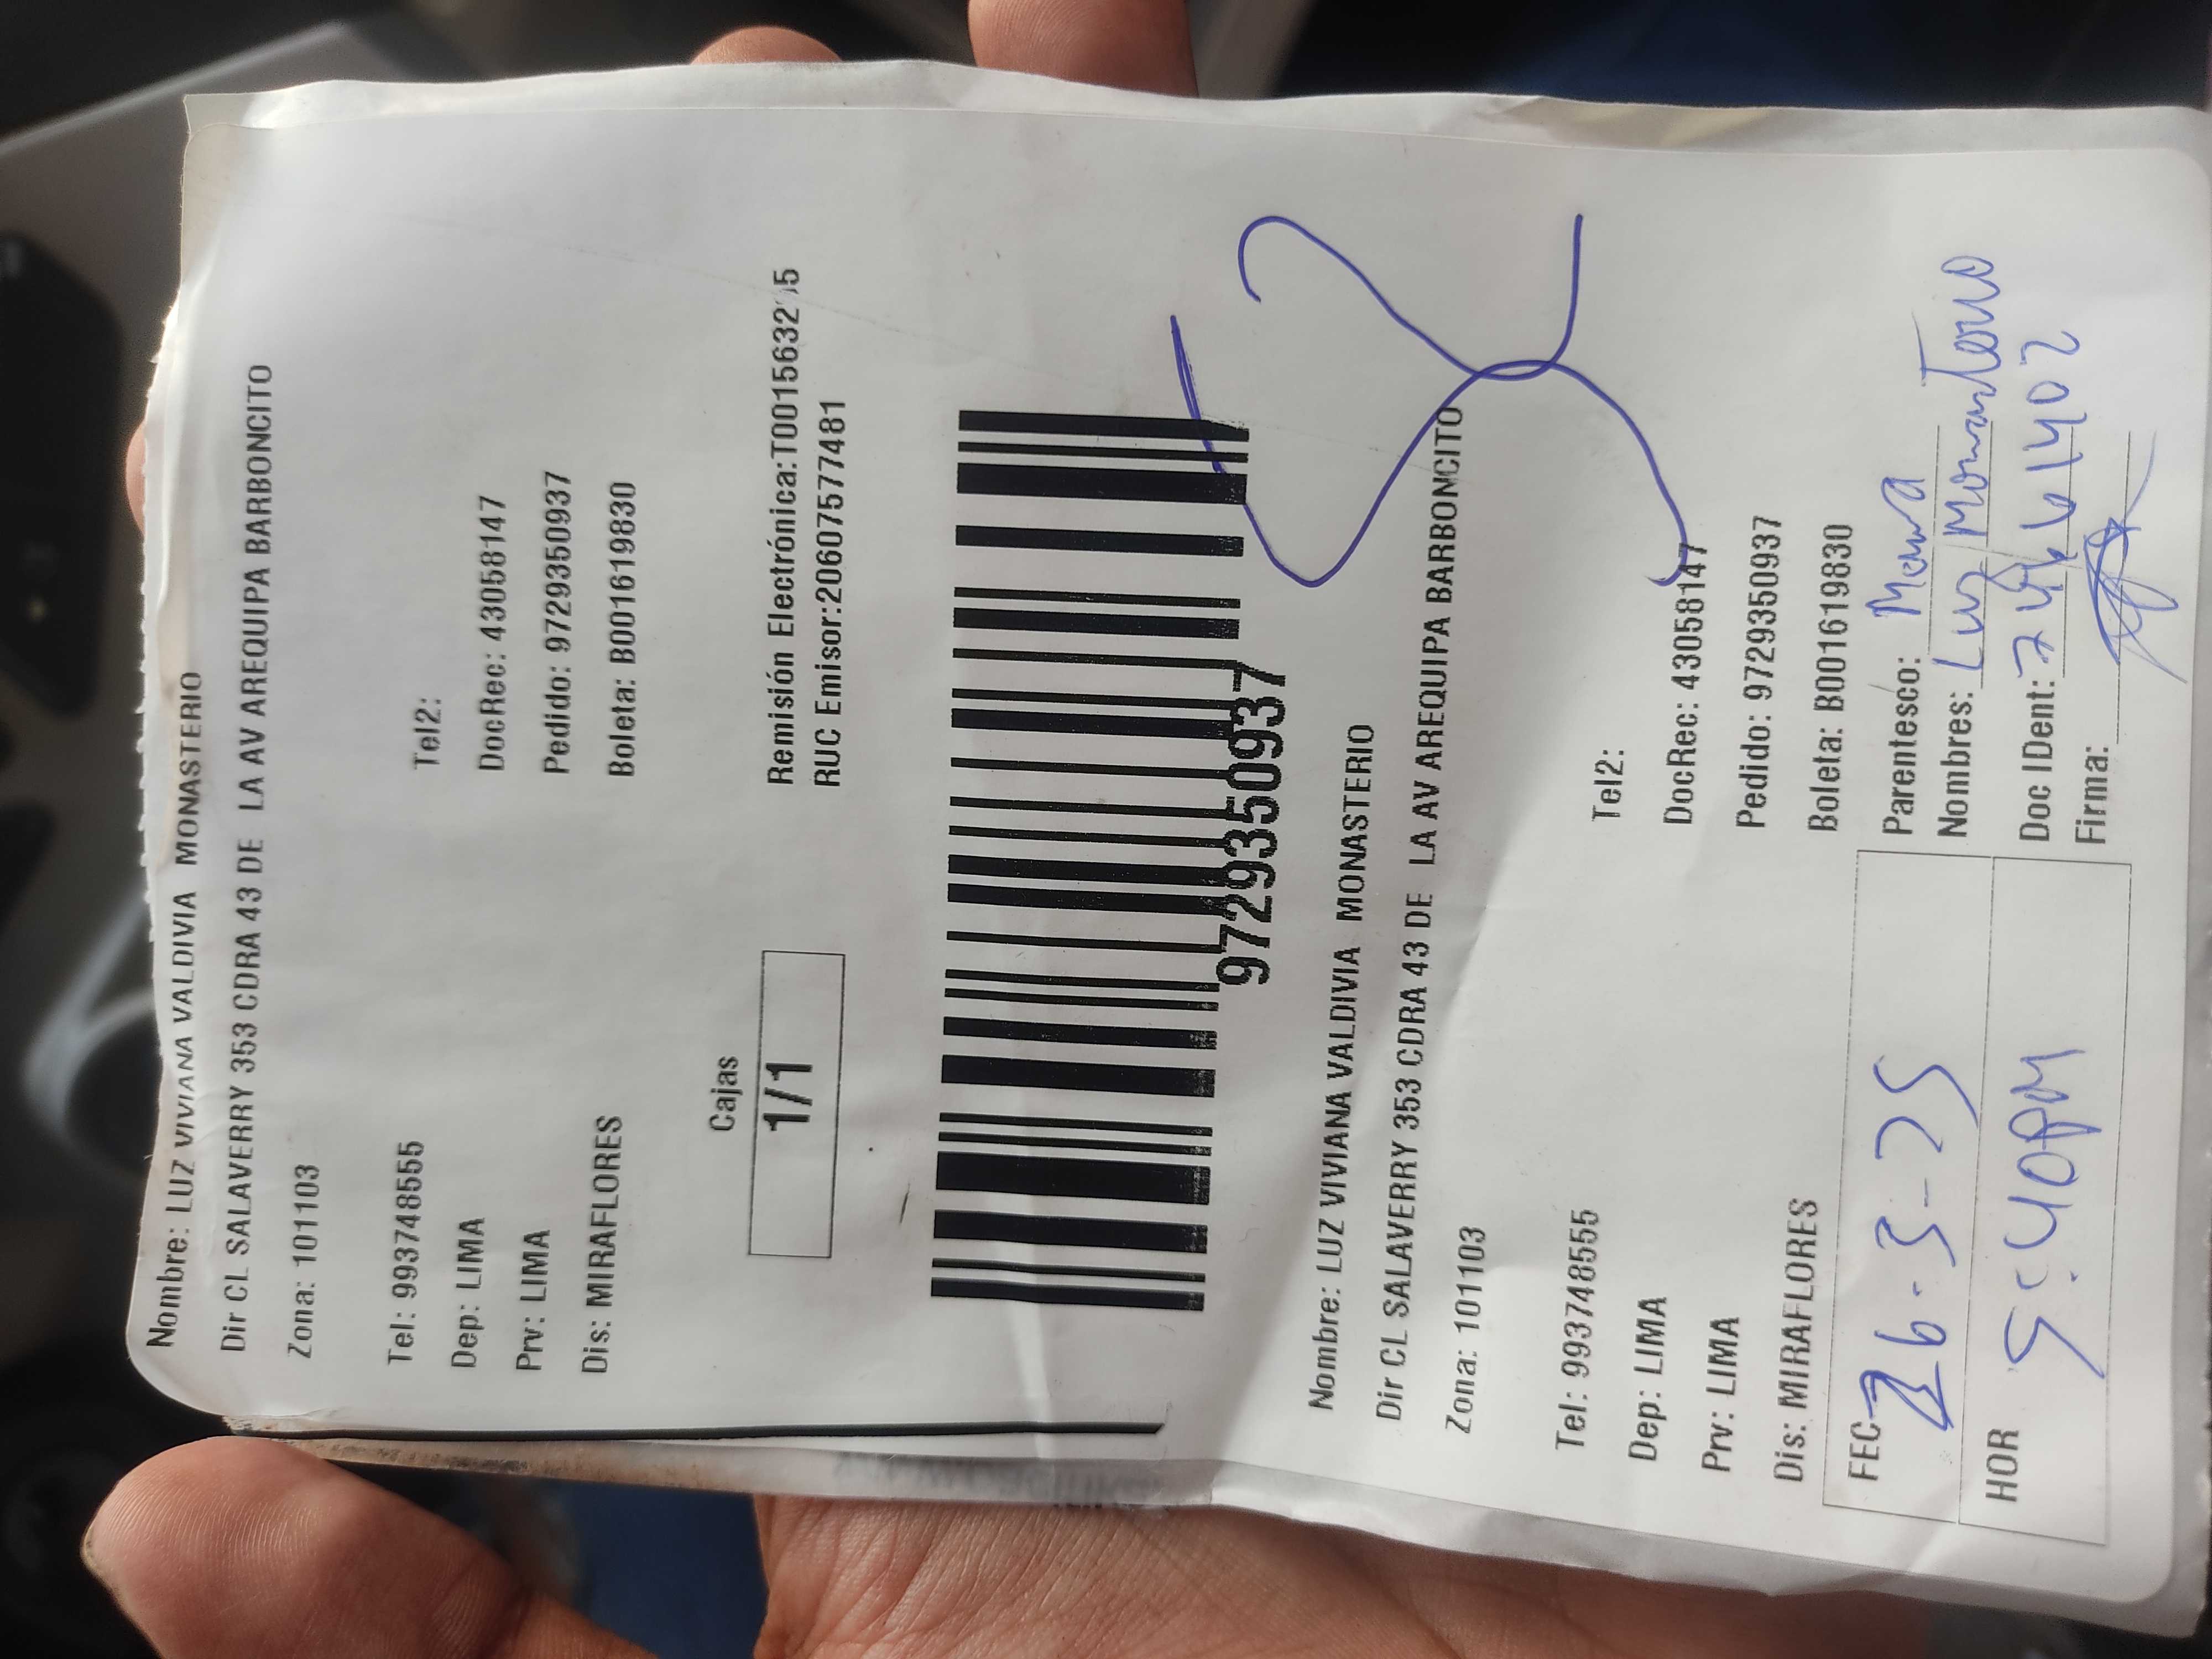 Nombre: LUZ VIVIANA VALDIVIA MONASTERIO
Dir CL SALAVERRY 353 CDRA 43 DE LA AV AREQUIPA BARBONCITO
Zona: 101103
Tel: 993748555 Tel2:
Dep: LIMA DocRec: 43058147
Prv: LIMA Pedido: 9729350937
Dis: MIRAFLORES Boleta: B001619830
Cajas
1/1
Remisión Electrónica:
RUC Emisor:20607577481
9729350937
Nombre: LUZ VIVIANA VALDIVIA MONASTERIO
Dir CL SALAVERRY 353 CDRA 43 DE LA AV AREQUIPA BARBONCITO
Zona: 101103
Tel: 993748555 Tel2:
Dep: LIMA DocRec: 43058147
Prv: LIMA Pedido: 9729350937
Dis: MIRAFLORES Boleta: B001619830
FEC 26-3-25 Parentesco:
Nombres: Luz
HOR 5:40PM Doc IDent:
Firma: